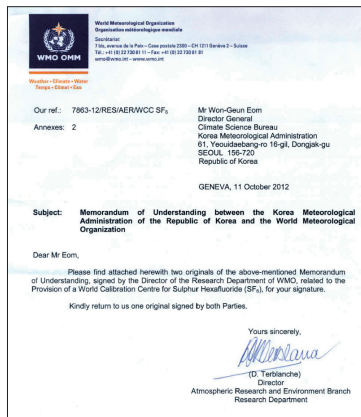 World Meteorological Organization
Organisation météorologique mondiale
Secrétariat
7 bis, avenue de la Paix – Case postale 2300 – CH 1211 Genève 2 – Suisse
Tél.: +41 (0) 22 730 81 11 – Fax: +41 (0) 22 730 81 81
wmo@wmo.int – www.wmo.int
WMO OMM
Weather • Climate • Water
Temps • Climat • Eau
Our ref.: 7863-12/RES/AER/WCC SF₆
Annexes: 2
Mr Won-Geun Eom
Director General
Climate Science Bureau
Korea Meteorological Administration
61, Yeouidaebang-ro 16-gil, Dongjak-gu
SEOUL 156-720
Republic of Korea
GENEVA, 11 October 2012
Subject: Memorandum of Understanding between the Korea Meteorological
Administration of the Republic of Korea and the World Meteorological
Organization
Dear Mr Eom,
Please find attached herewith two originals of the above-mentioned Memorandum
of Understanding, signed by the Director of the Research Department of WMO, related to the
Provision of a World Calibration Centre for Sulphur Hexafluoride (SF₆), for your signature.
Kindly return to us one original signed by both Parties.
Yours sincerely,
(D. Terblanche)
Director
Atmospheric Research and Environment Branch
Research Department